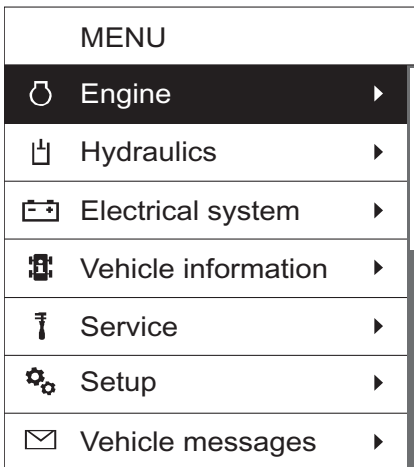 MENU
Engine
Hydraulics
Electrical system
Vehicle information
Service
Setup
Vehicle messages